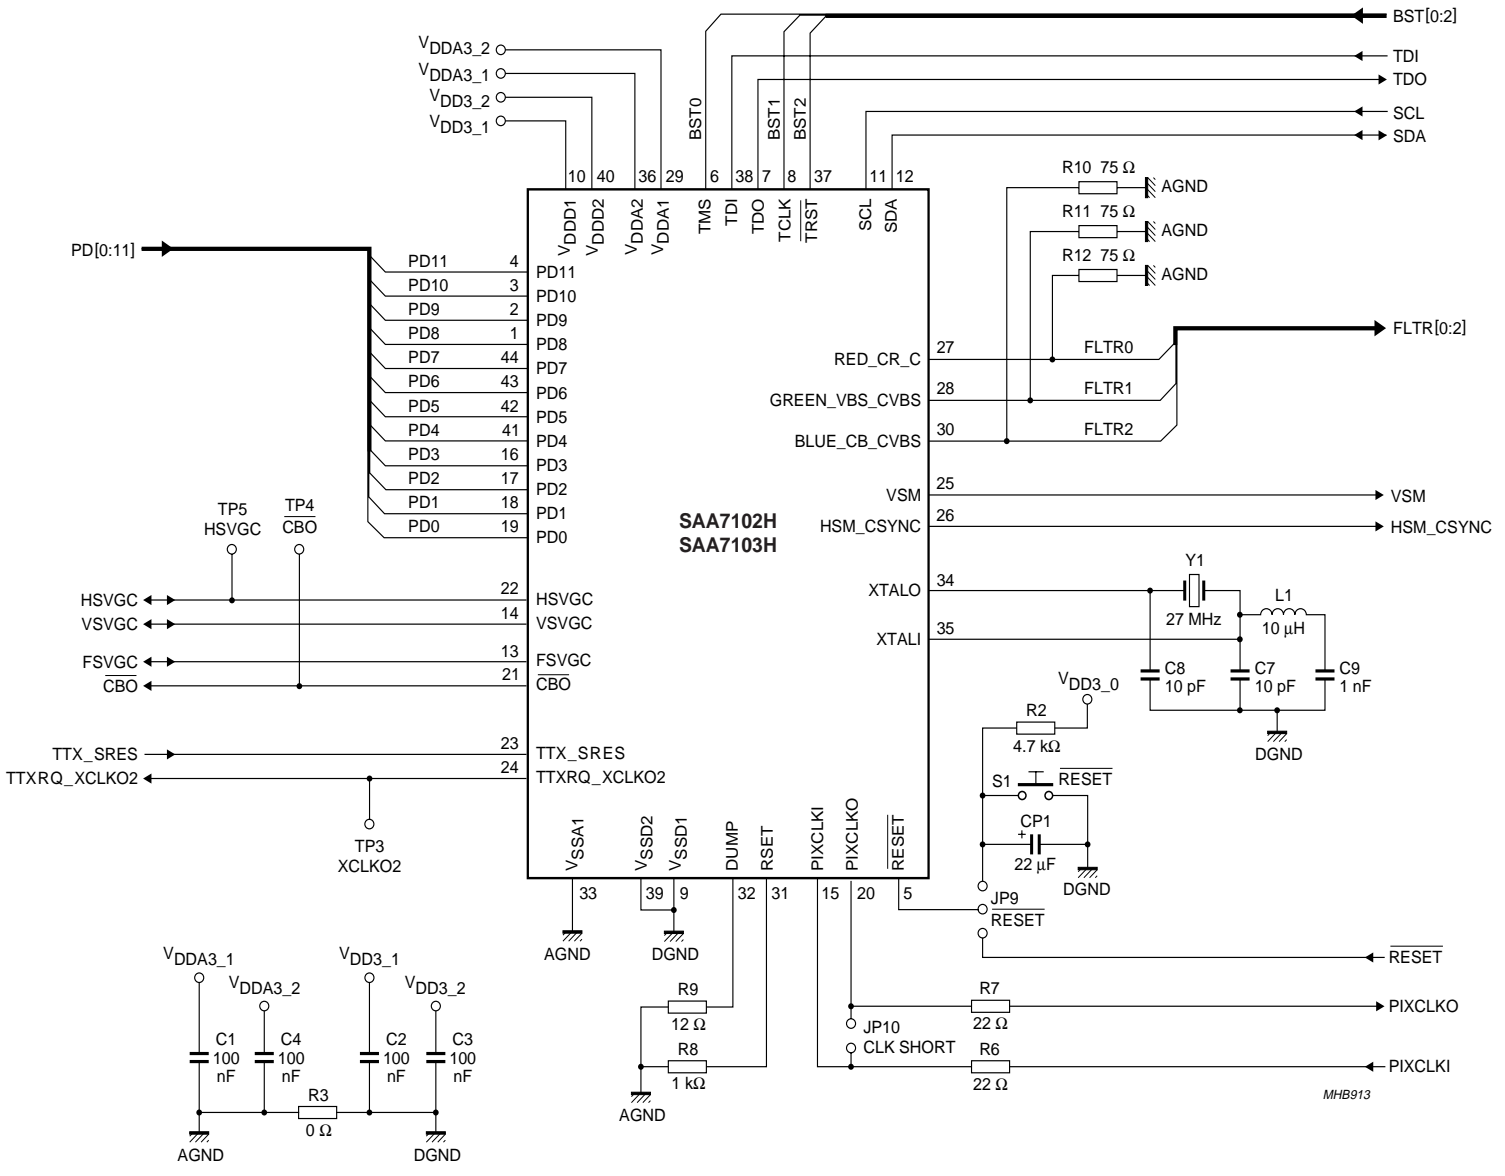 BST[0:2]
TDI
TDO
SCL
SDA
VDDA3_2
VDDA3_1
VDD3_2
VDD3_1
BST0
BST1
BST2
10 40 36 29 6 38 7 8 37 11 12
VDDD1
VDDD2
VDDA2
VDDA1
TMS
TDI
TDO
TCLK
TRST
SCL
SDA
R10 75 Ω
AGND
R11 75 Ω
AGND
R12 75 Ω
AGND
PD[0:11]
PD11 4 PD11
PD10 3 PD10
PD9 2 PD9
PD8 1 PD8
PD7 44 PD7
PD6 43 PD6
PD5 42 PD5
PD4 41 PD4
PD3 16 PD3
PD2 17 PD2
PD1 18 PD1
PD0 19 PD0
FLTR[0:2]
RED_CR_C 27 FLTR0
GREEN_VBS_CVBS 28 FLTR1
BLUE_CB_CVBS 30 FLTR2
VSM 25 VSM
HSM_CSYNC 26 HSM_CSYNC
SAA7102H
SAA7103H
TP5
HSVGC
TP4
CBO
HSVGC 22 HSVGC
VSVGC 14 VSVGC
FSVGC 13 FSVGC
CBO 21 CBO
XTALO 34
XTALI 35
Y1
27 MHz
L1
10 µH
C8
10 pF
C7
10 pF
C9
1 nF
DGND
VDD3_0
R2
4.7 kΩ
S1
RESET
CP1
+
22 µF
DGND
JP9
RESET
TTX_SRES 23 TTX_SRES
TTXRQ_XCLKO2 24 TTXRQ_XCLKO2
TP3
XCLKO2
VSSA1
VSSD2
VSSD1
DUMP
RSET
PIXCLKI
PIXCLKO
RESET
33 39 9 32 31 15 20 5
AGND
DGND
RESET
R9
12 Ω
R8
1 kΩ
AGND
JP10
CLK SHORT
R7
22 Ω
PIXCLKO
R6
22 Ω
PIXCLKI
VDDA3_1
VDDA3_2
VDD3_1
VDD3_2
C1
100
nF
C4
100
nF
C2
100
nF
C3
100
nF
R3
0 Ω
AGND
DGND
MHB913